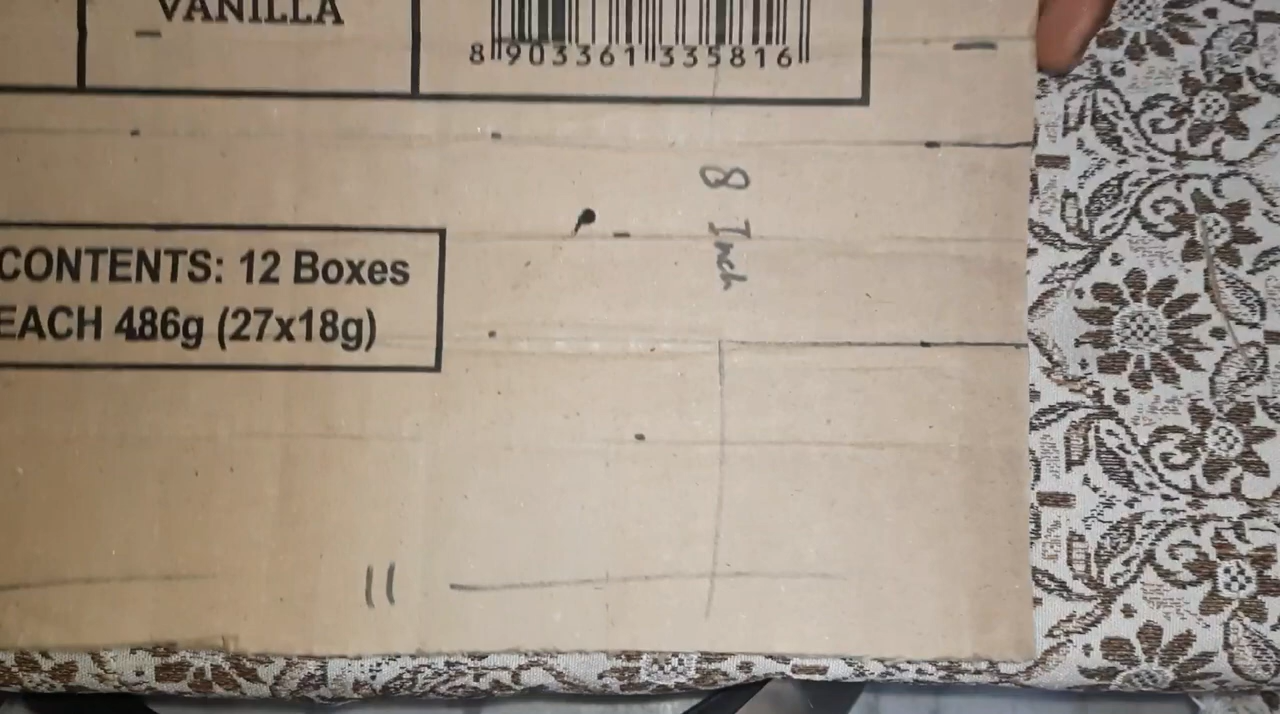 VANILLA
8 903361 335816
8 Inch
CONTENTS: 12 Boxes
EACH 486g (27x18g)
11